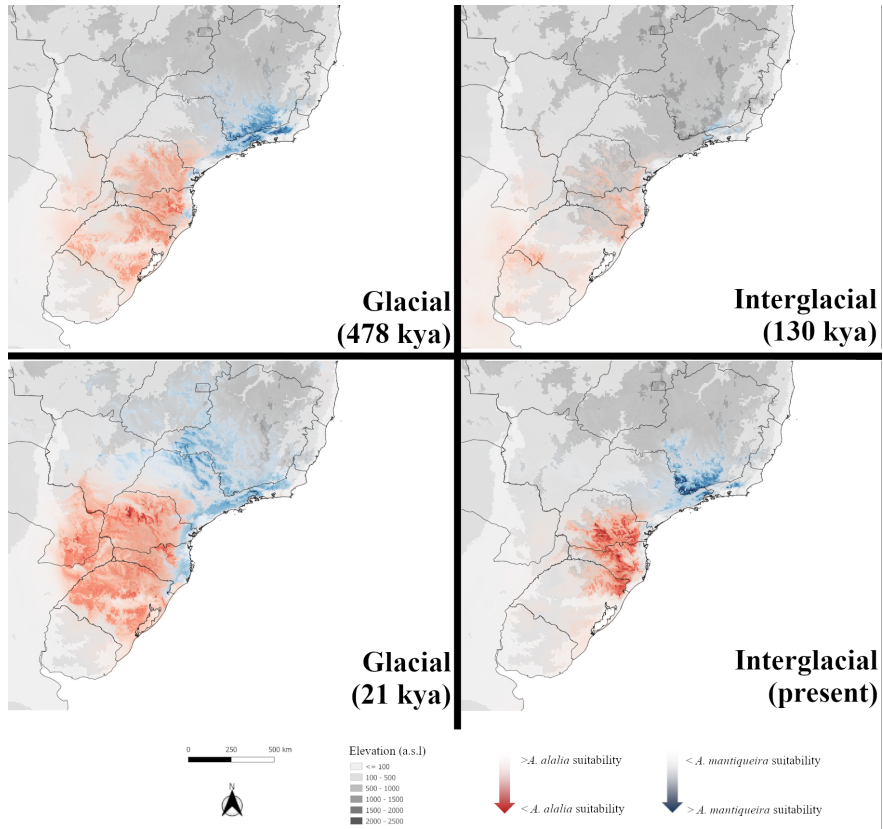 Glacial
(478 kya)
Interglacial
(130 kya)
Glacial
(21 kya)
Interglacial
(present)
0 250 500 km
N
Elevation (a.s.l)
<= 100
100 - 500
500 - 1000
1000 - 1500
1500 - 2000
2000 - 2500
>A. alalia suitability
< A. alalia suitability
< A. mantiqueira suitability
> A. mantiqueira suitability